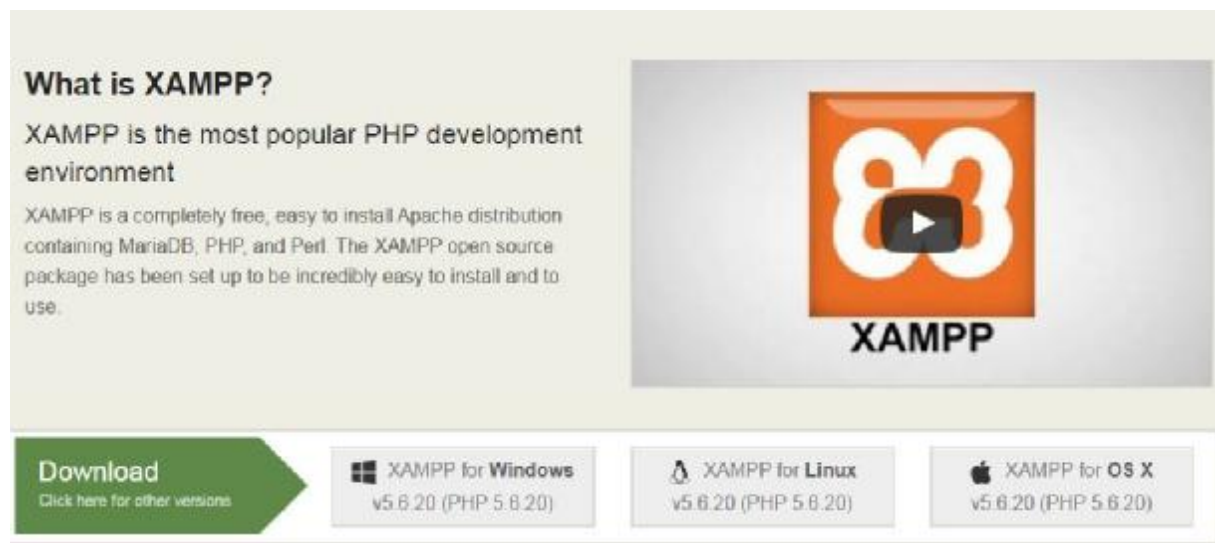 What is XAMPP?
XAMPP is the most popular PHP development
environment
XAMPP is a completely free, easy to install Apache distribution
containing MariaDB, PHP, and Perl. The XAMPP open source
package has been set up to be incredibly easy to install and to
use.
XAMPP
Download
Click here for other versions
XAMPP for Windows
v5.6.20 (PHP 5.6.20)
XAMPP for Linux
v5.6.20 (PHP 5.6.20)
XAMPP for OS X
v5.6.20 (PHP 5.6.20)